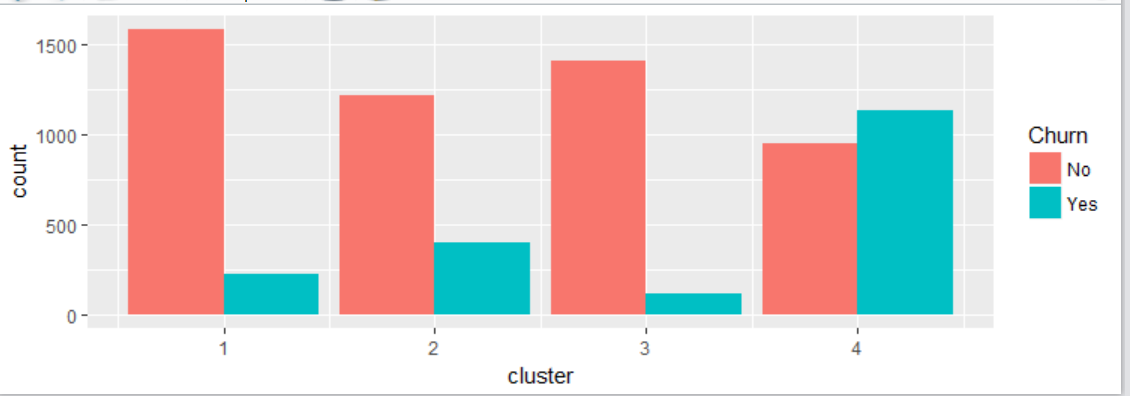 1500
1000
500
0
count
1 2 3 4
cluster
Churn
No
Yes